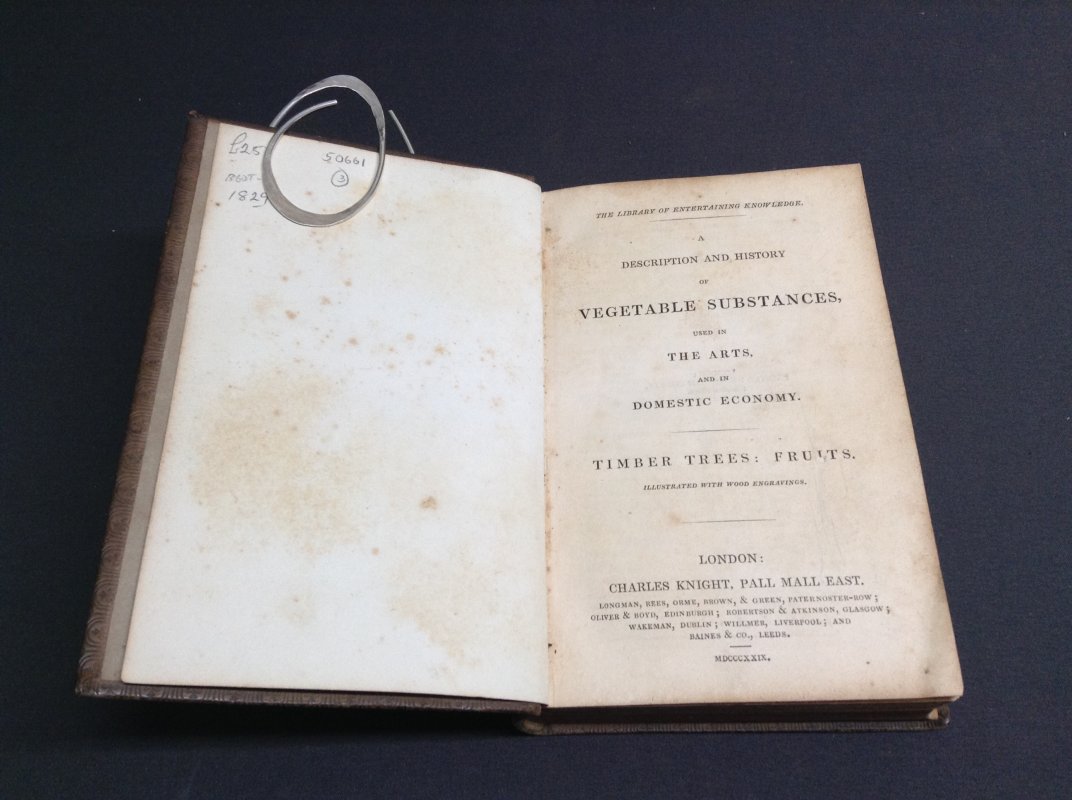 £25
50661
3
1829
THE LIBRARY OF ENTERTAINING KNOWLEDGE.
A
DESCRIPTION AND HISTORY
OF
VEGETABLE SUBSTANCES,
USED IN
THE ARTS,
AND IN
DOMESTIC ECONOMY.
TIMBER TREES: FRUITS.
ILLUSTRATED WITH WOOD ENGRAVINGS.
LONDON:
CHARLES KNIGHT, PALL MALL EAST.
LONGMAN, REES, ORME, BROWN, & GREEN, PATERNOSTER-ROW;
OLIVER & BOYD, EDINBURGH; ROBERTSON & ATKINSON, GLASGOW;
WAKEMAN, DUBLIN; WILLMER, LIVERPOOL; AND
BAINES & CO., LEEDS.
MDCCCXXIX.